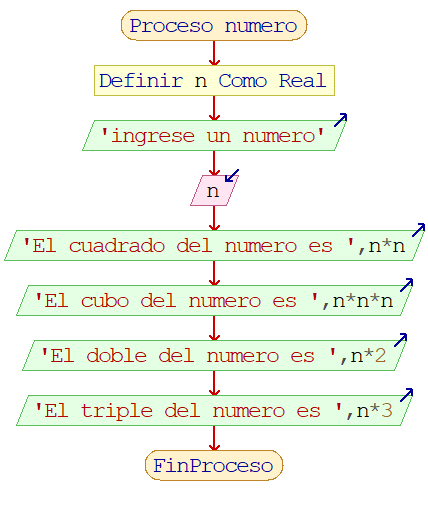 Proceso numero
Definir n Como Real
'ingrese un numero'
n
'El cuadrado del numero es ',n*n
'El cubo del numero es ',n*n*n
'El doble del numero es ',n*2
'El triple del numero es ',n*3
FinProceso